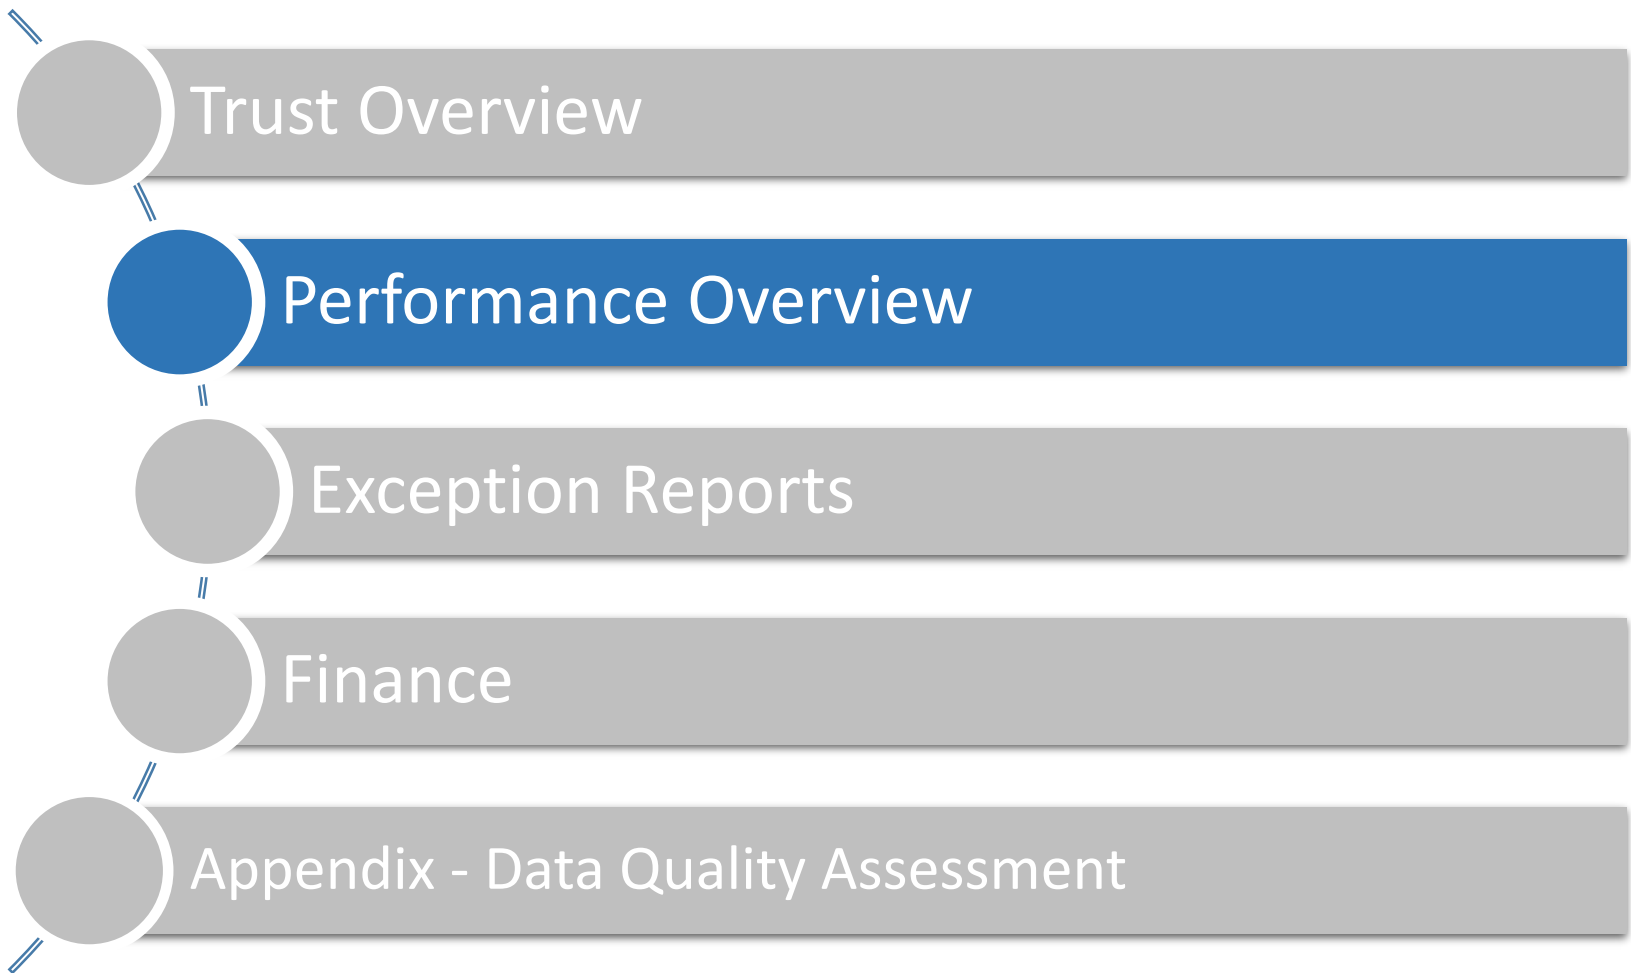 Trust Overview
Performance Overview
Exception Reports
Finance
Appendix - Data Quality Assessment